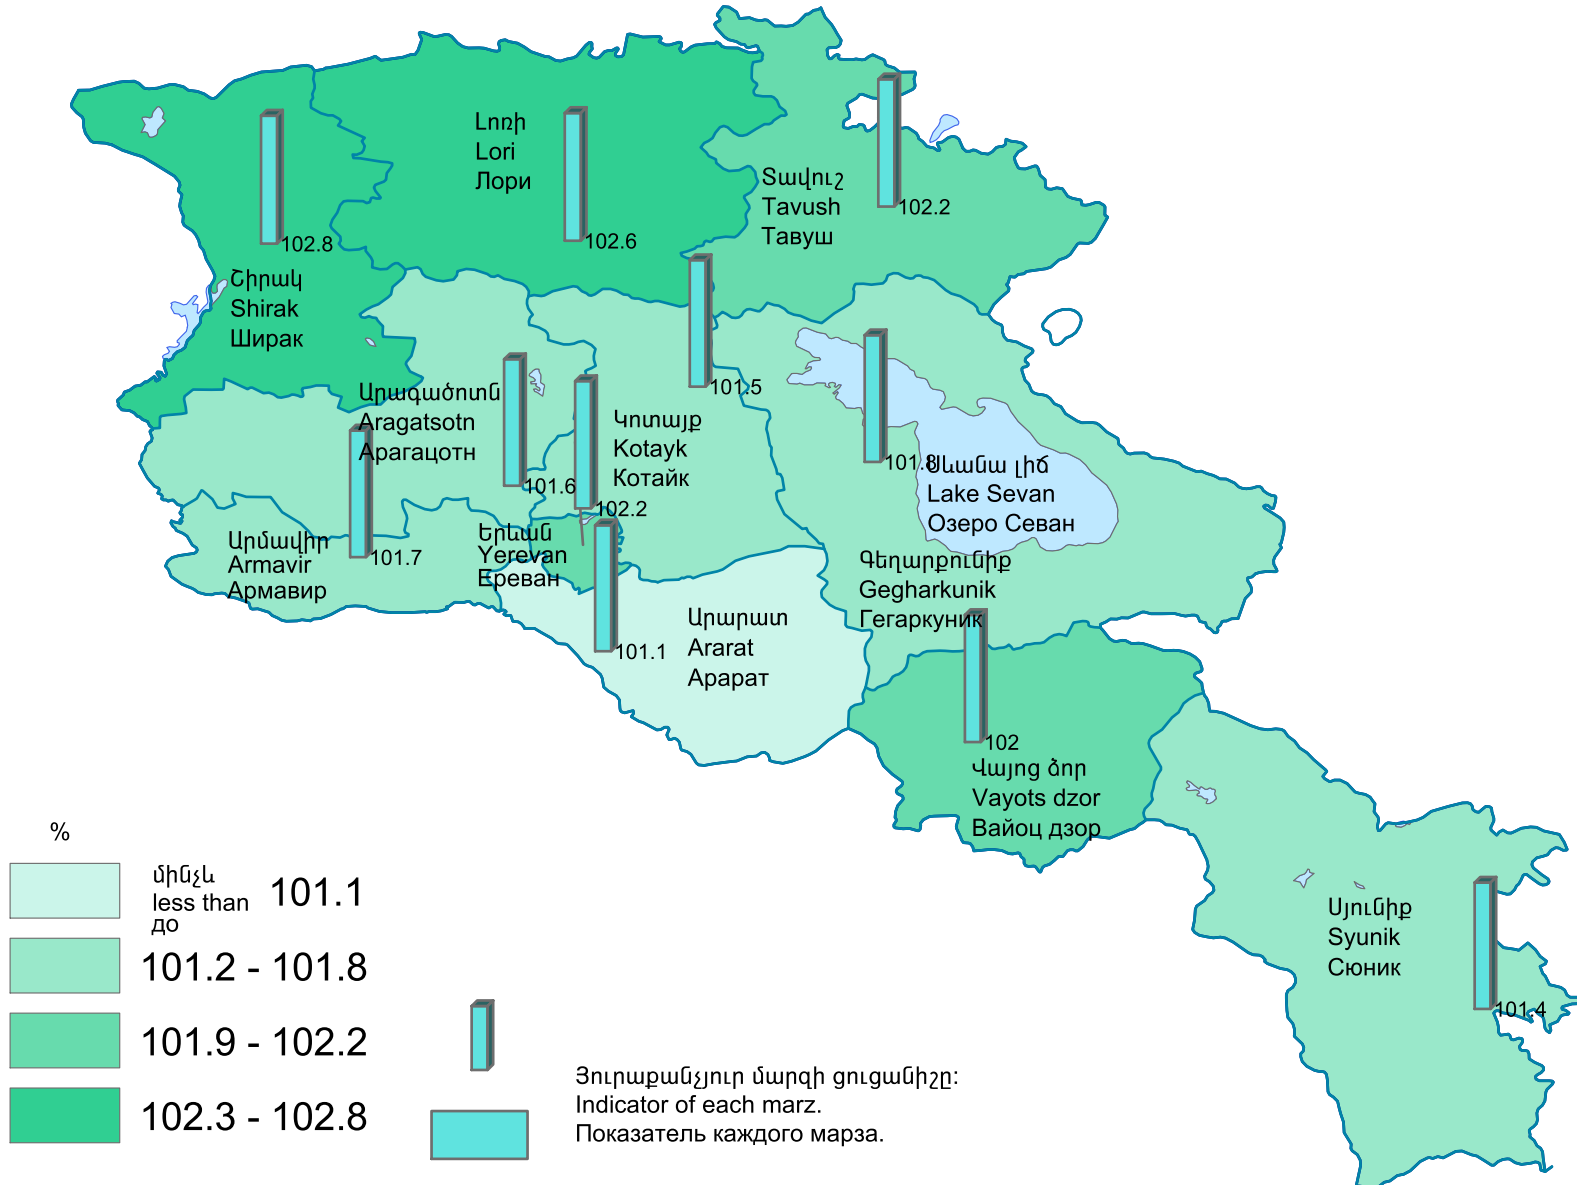 Լոռի
Lori
Лори
Տավուշ
Tavush
Тавуш
102.2
102.8
102.6
Շիրակ
Shirak
Ширак
101.5
Արագածոտն
Aragatsotn
Арагацотн
101.6
Կոտայք
Kotayk
Котайк
101.8
Սևանա լիճ
Lake Sevan
Озеро Севан
102.2
Արմավիր
Armavir
Армавир
101.7
Երևան
Yerevan
Ереван
Գեղարքունիք
Gegharkunik
Гегаркуник
101.1
Արարատ
Ararat
Арарат
102
Վայոց ձոր
Vayots dzor
Вайоц дзор
Սյունիք
Syunik
Сюник
101.4
%
մինչև
less than
до
101.1
101.2 - 101.8
101.9 - 102.2
102.3 - 102.8
Յուրաքանչյուր մարզի ցուցանիշը:
Indicator of each marz.
Показатель каждого марза.